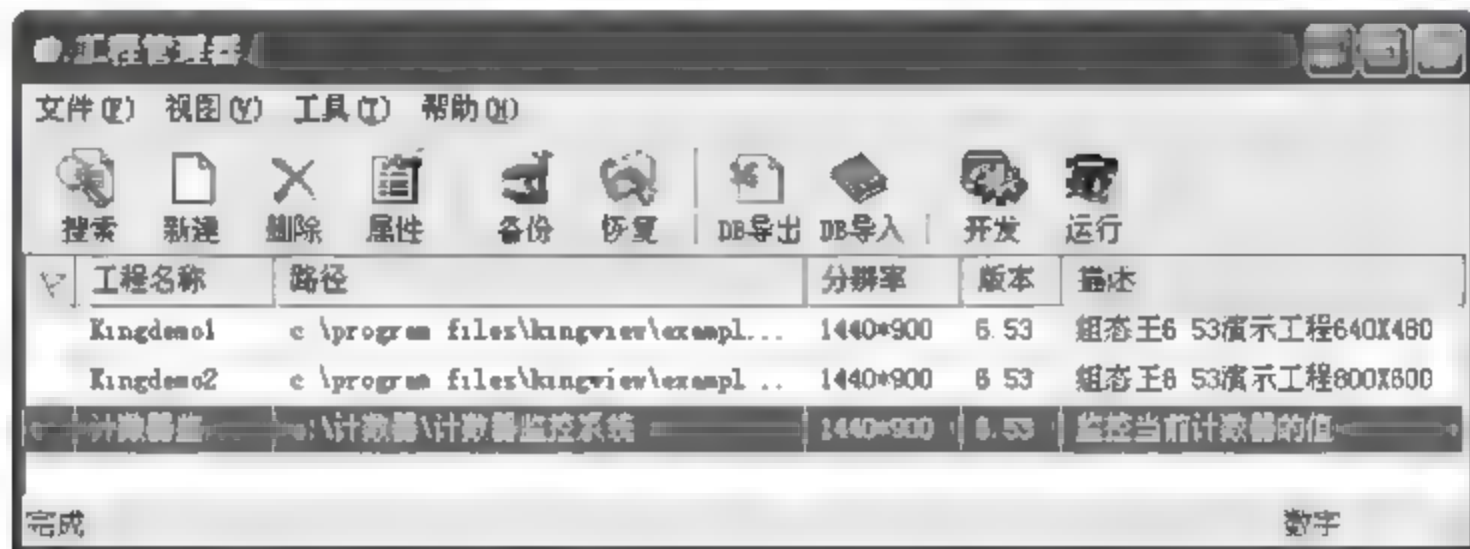 工程管理器
文件(F) 视图(V) 工具(T) 帮助(H)
搜索 新建 删除 属性 备份 恢复 DB导出 DB导入 开发 运行
工程名称 路径 分辨率 版本 描述
Kingdemo1 c \program files\kingview\exampl... 1440*900 6.53 组态王6 53演示工程640X480
Kingdemo2 c \program files\kingview\exampl .. 1440*900 6 53 组态王6 53演示工程800X600
计数器监 \计数器\计数器监控系统 1440*900 6.53 监控当前计数器的值
完成 数字